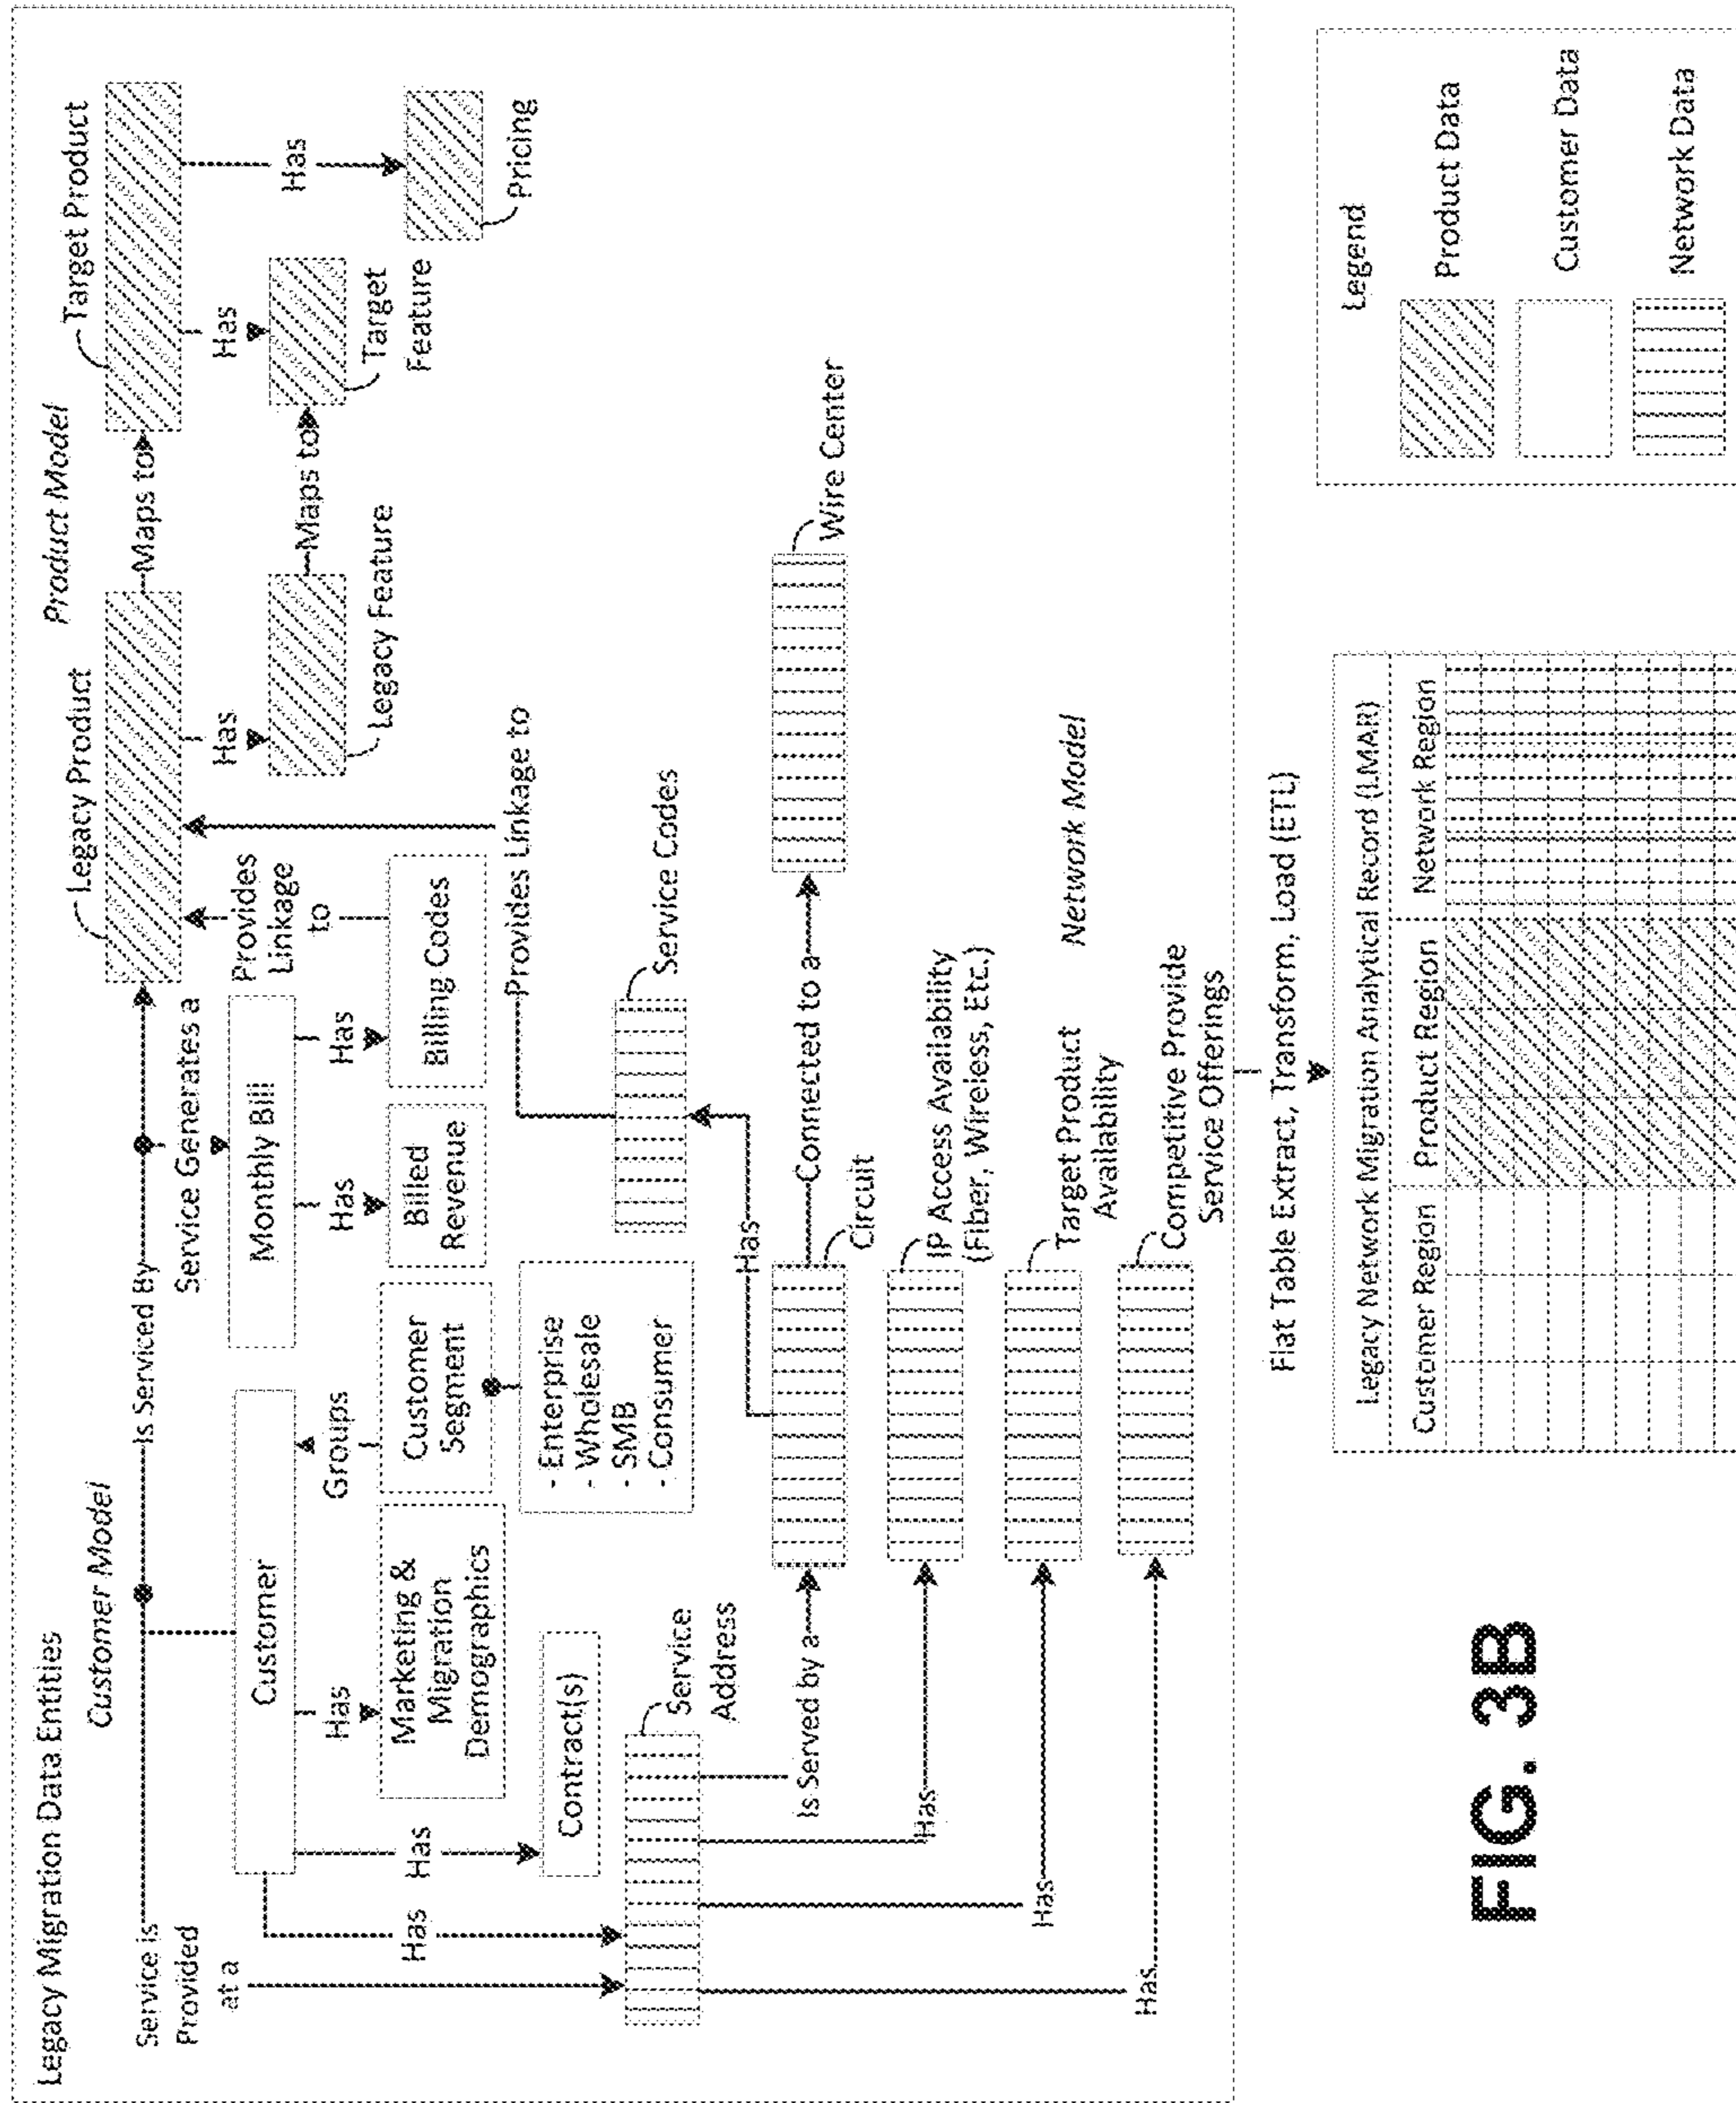 Legacy Migration Data Entities
Customer Model
Product Model
Service is
Provided
at a
Is Serviced By
Legacy Product
Maps to
Target Product
Service Generates a
Provides
Linkage
to
Has
Has
Has
Customer
Monthly Bill
Legacy Feature
Maps to
Target
Feature
Pricing
Has
Has
Has
Groups
Has
Has
Marketing &
Migration
Demographics
Customer
Segment
Billed
Revenue
Billing Codes
Contract(s)
- Enterprise
- Wholesale
- SMB
- Consumer
Provides Linkage to
Service
Address
Service Codes
Has
Is Served by a
Circuit
Connected to a
Wire Center
Has
IP Access Availability
(Fiber, Wireless, Etc.)
Has
Target Product
Availability
Network Model
Has
Competitive Provide
Service Offerings
Flat Table Extract, Transform, Load (ETL)
Legacy Network Migration Analytical Record (LMAR)
Customer Region
Product Region
Network Region
Legend
Product Data
Customer Data
Network Data
FIG. 3B